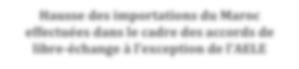 Hausse des importations du Maroc
effectuées dans le cadre des accords de
libre-échange à l'exception de l'AELE